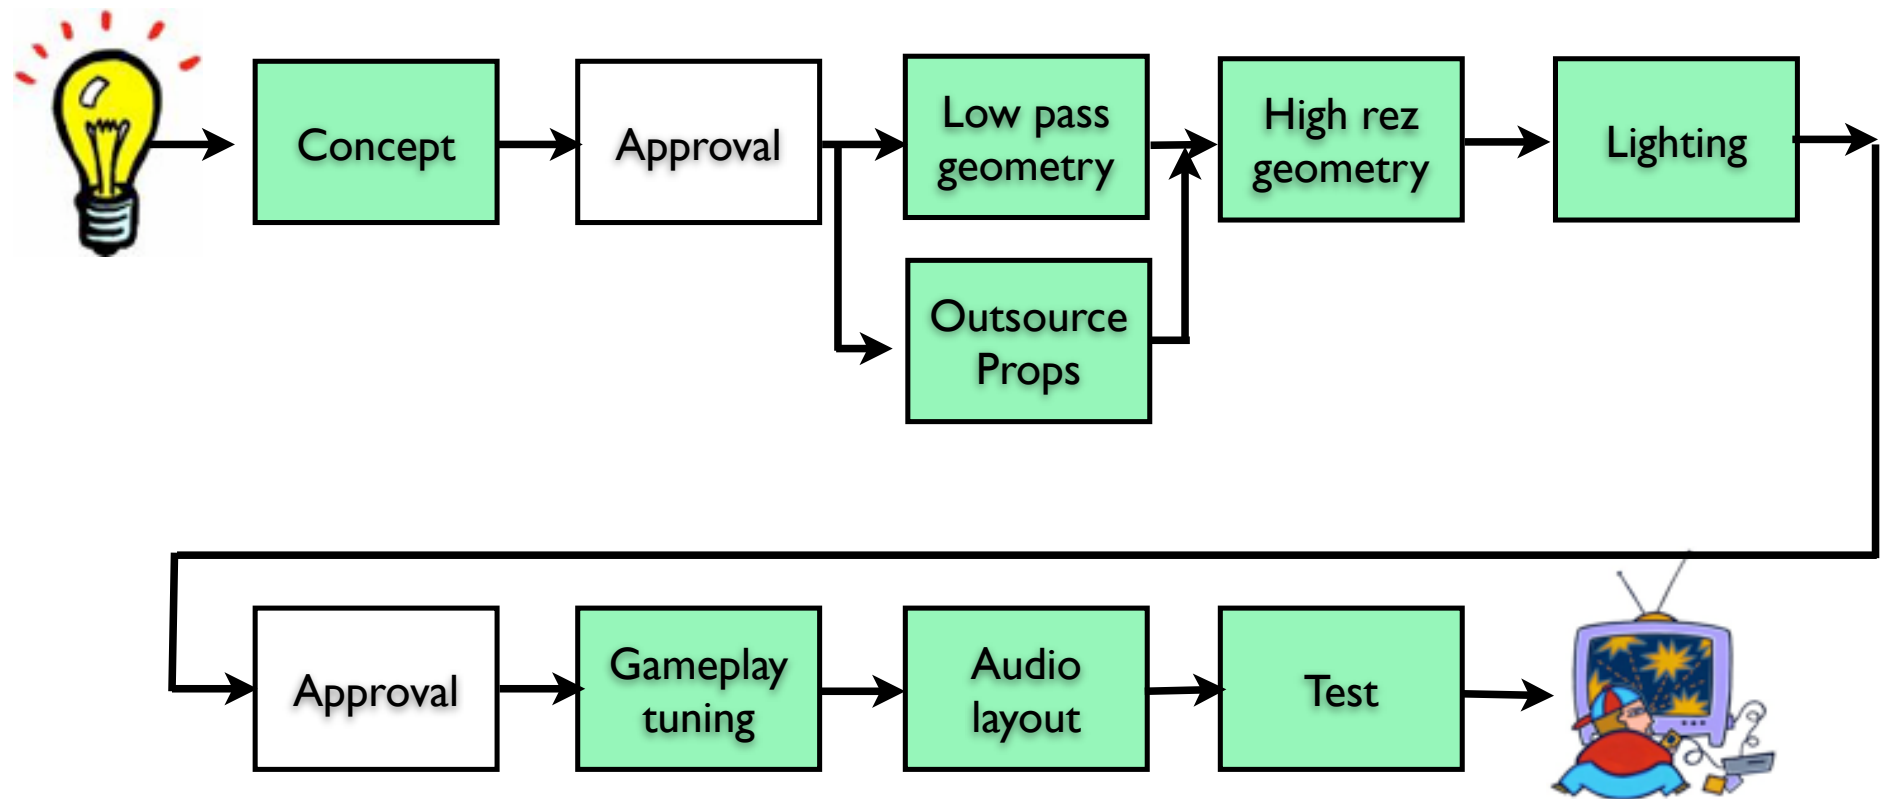 Concept
Approval
Low pass
geometry
High rez
geometry
Lighting
Outsource
Props
Approval
Gameplay
tuning
Audio
layout
Test